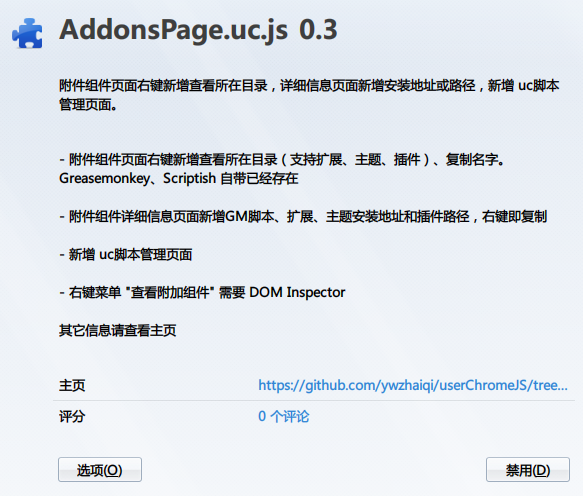 AddonsPage.uc.js 0.3
附件组件页面右键新增查看所在目录，详细信息页面新增安装地址或路径，新增 uc脚本
管理页面。
- 附件组件页面右键新增查看所在目录（支持扩展、主题、插件）、复制名字。
Greasemonkey、Scriptish 自带已经存在
- 附件组件详细信息页面新增GM脚本、扩展、主题安装地址和插件路径，右键即复制
- 新增 uc脚本管理页面
- 右键菜单 "查看附加组件" 需要 DOM Inspector
其它信息请查看主页
主页 https://github.com/ywzhaiqi/userChromeJS/tree...
评分 0 个评论
选项(O) 禁用(D)